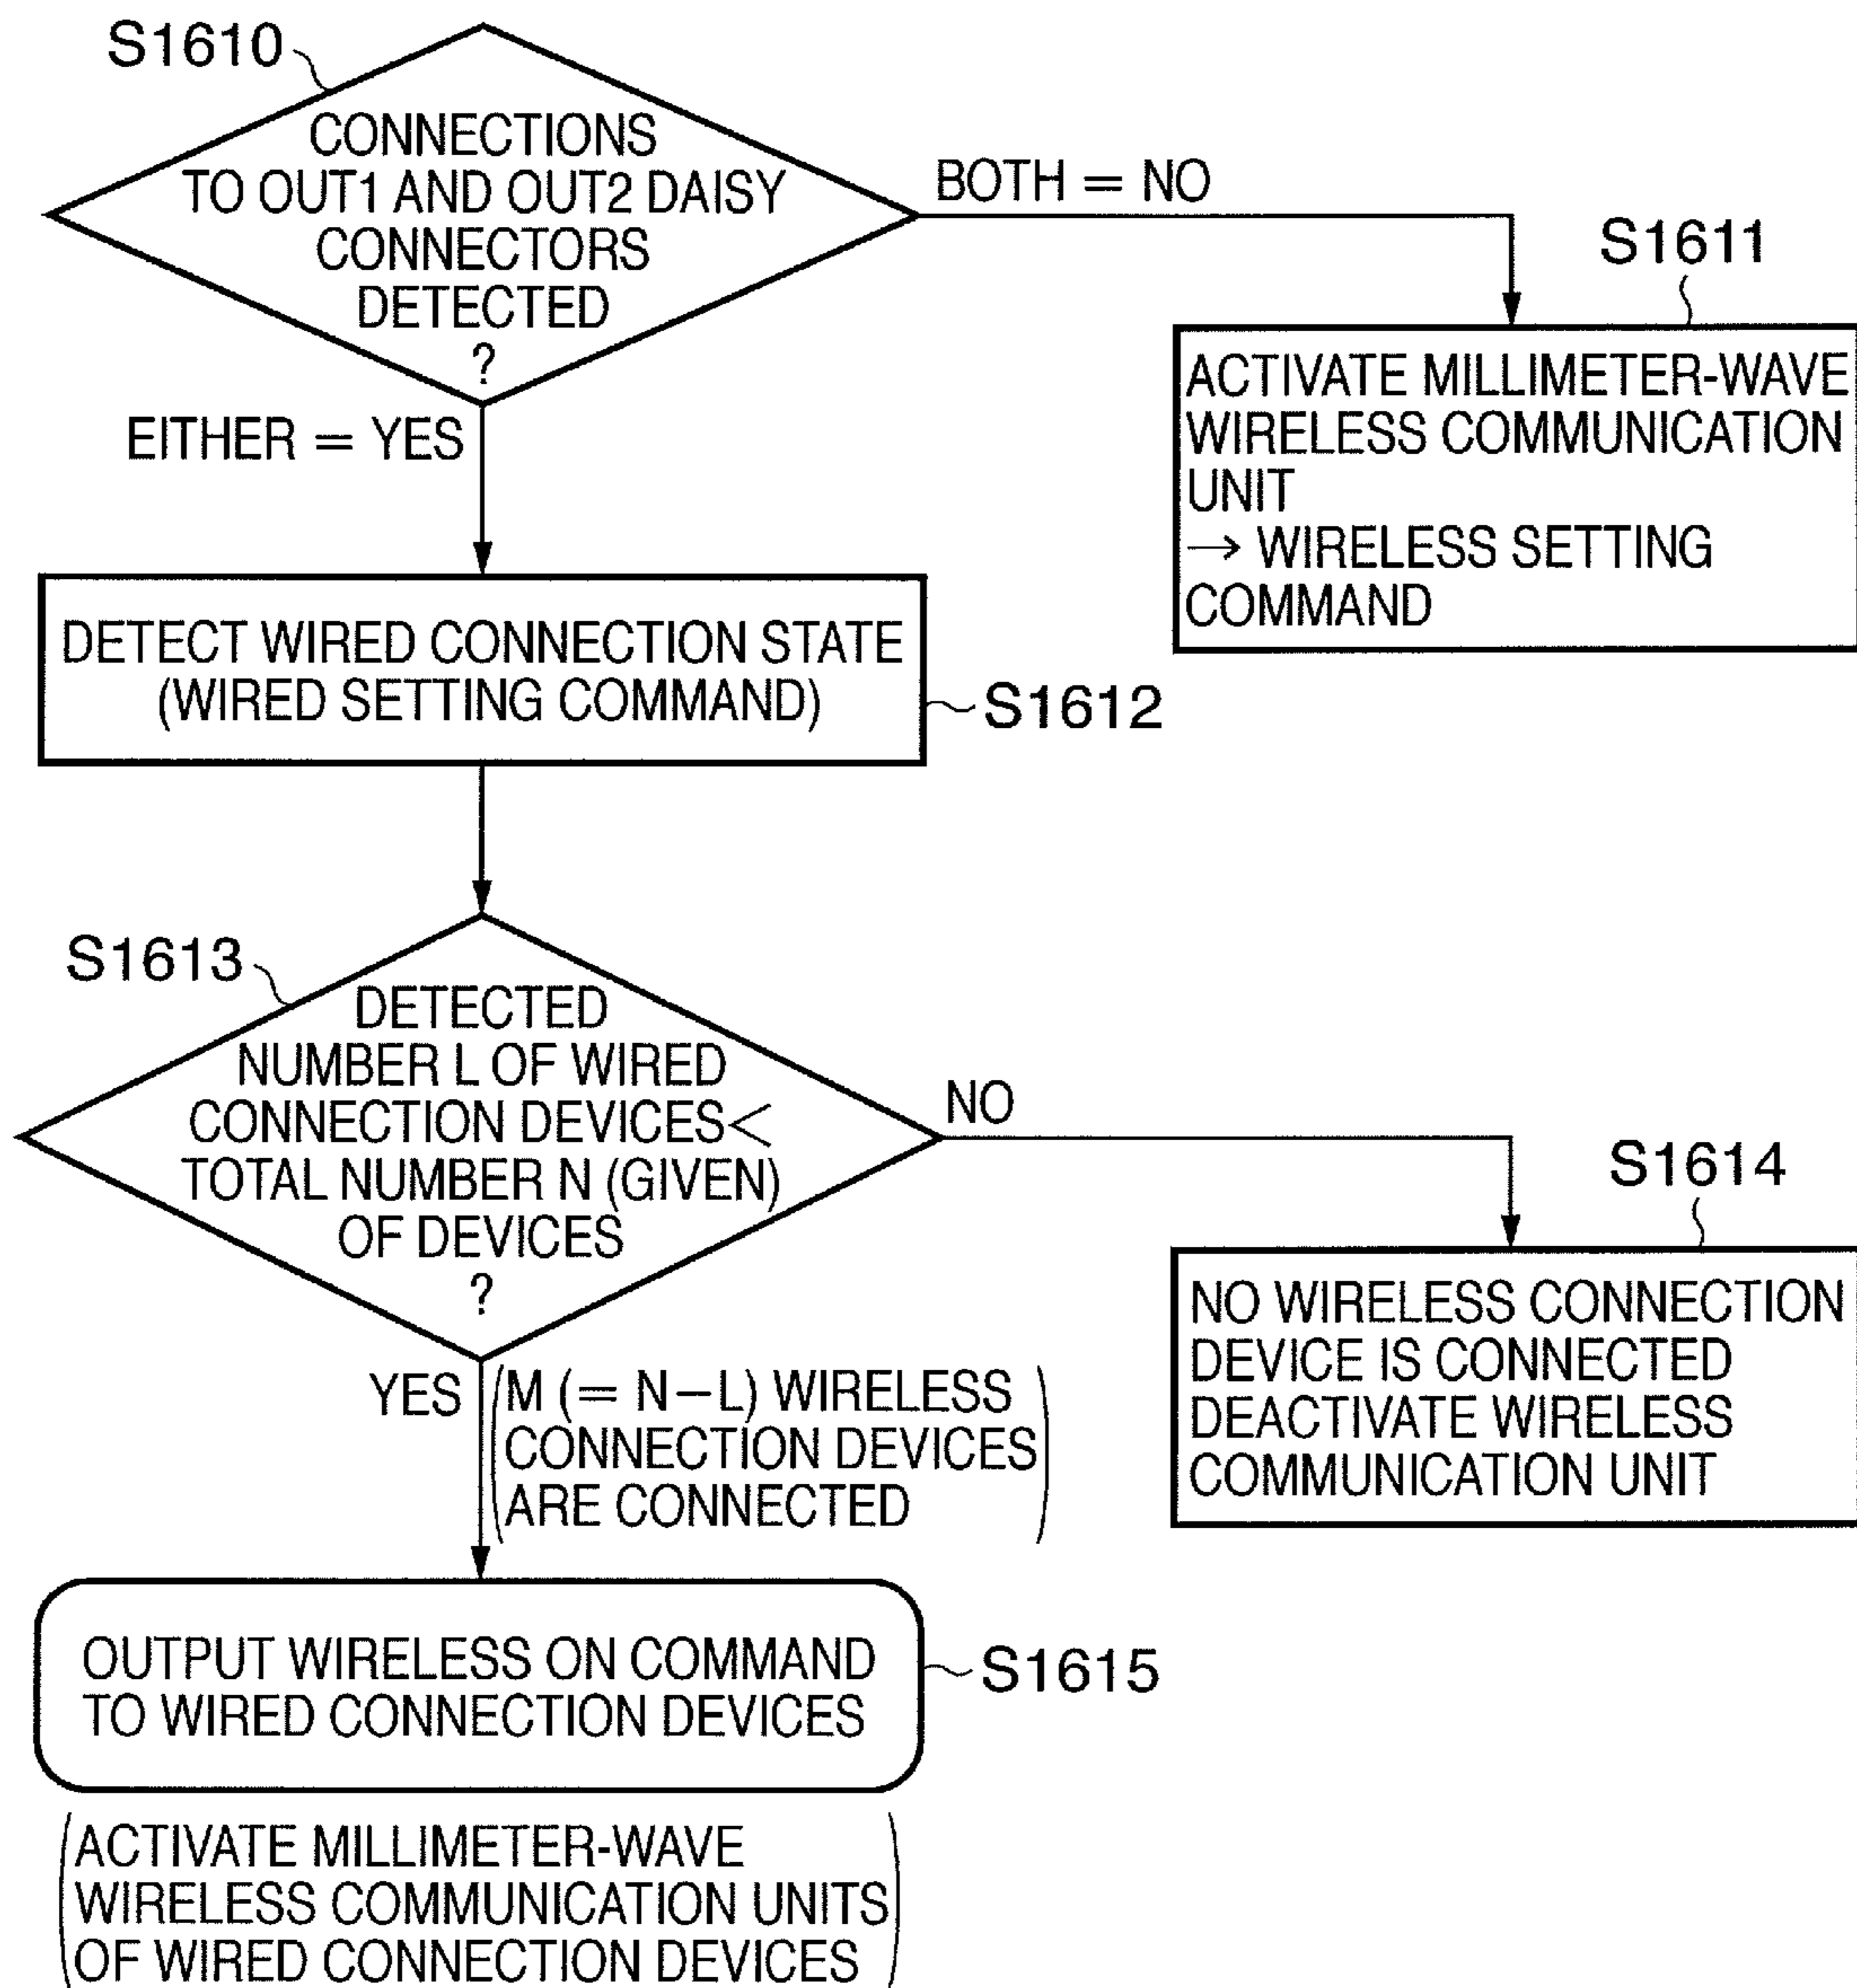 S1610
CONNECTIONS
TO OUT1 AND OUT2 DAISY
CONNECTORS
DETECTED
?
BOTH = NO
S1611
ACTIVATE MILLIMETER-WAVE
WIRELESS COMMUNICATION
UNIT
→ WIRELESS SETTING
COMMAND
EITHER = YES
DETECT WIRED CONNECTION STATE
(WIRED SETTING COMMAND)
S1612
S1613
DETECTED
NUMBER L OF WIRED
CONNECTION DEVICES<
TOTAL NUMBER N (GIVEN)
OF DEVICES
?
NO
S1614
NO WIRELESS CONNECTION
DEVICE IS CONNECTED
DEACTIVATE WIRELESS
COMMUNICATION UNIT
YES
(M (= N−L) WIRELESS
CONNECTION DEVICES
ARE CONNECTED)
OUTPUT WIRELESS ON COMMAND
TO WIRED CONNECTION DEVICES
S1615
(ACTIVATE MILLIMETER-WAVE
WIRELESS COMMUNICATION UNITS
OF WIRED CONNECTION DEVICES)